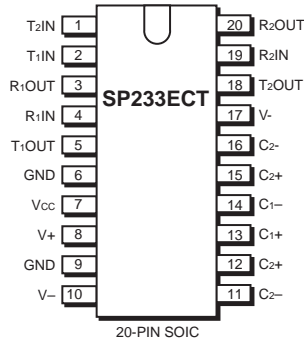 T2IN 1 20 R2OUT
T1IN 2 19 R2IN
R1OUT 3 SP233ECT 18 T2OUT
R1IN 4 17 V-
T1OUT 5 16 C2-
GND 6 15 C2+
VCC 7 14 C1–
V+ 8 13 C1+
GND 9 12 C2+
V– 10 11 C2–
20-PIN SOIC